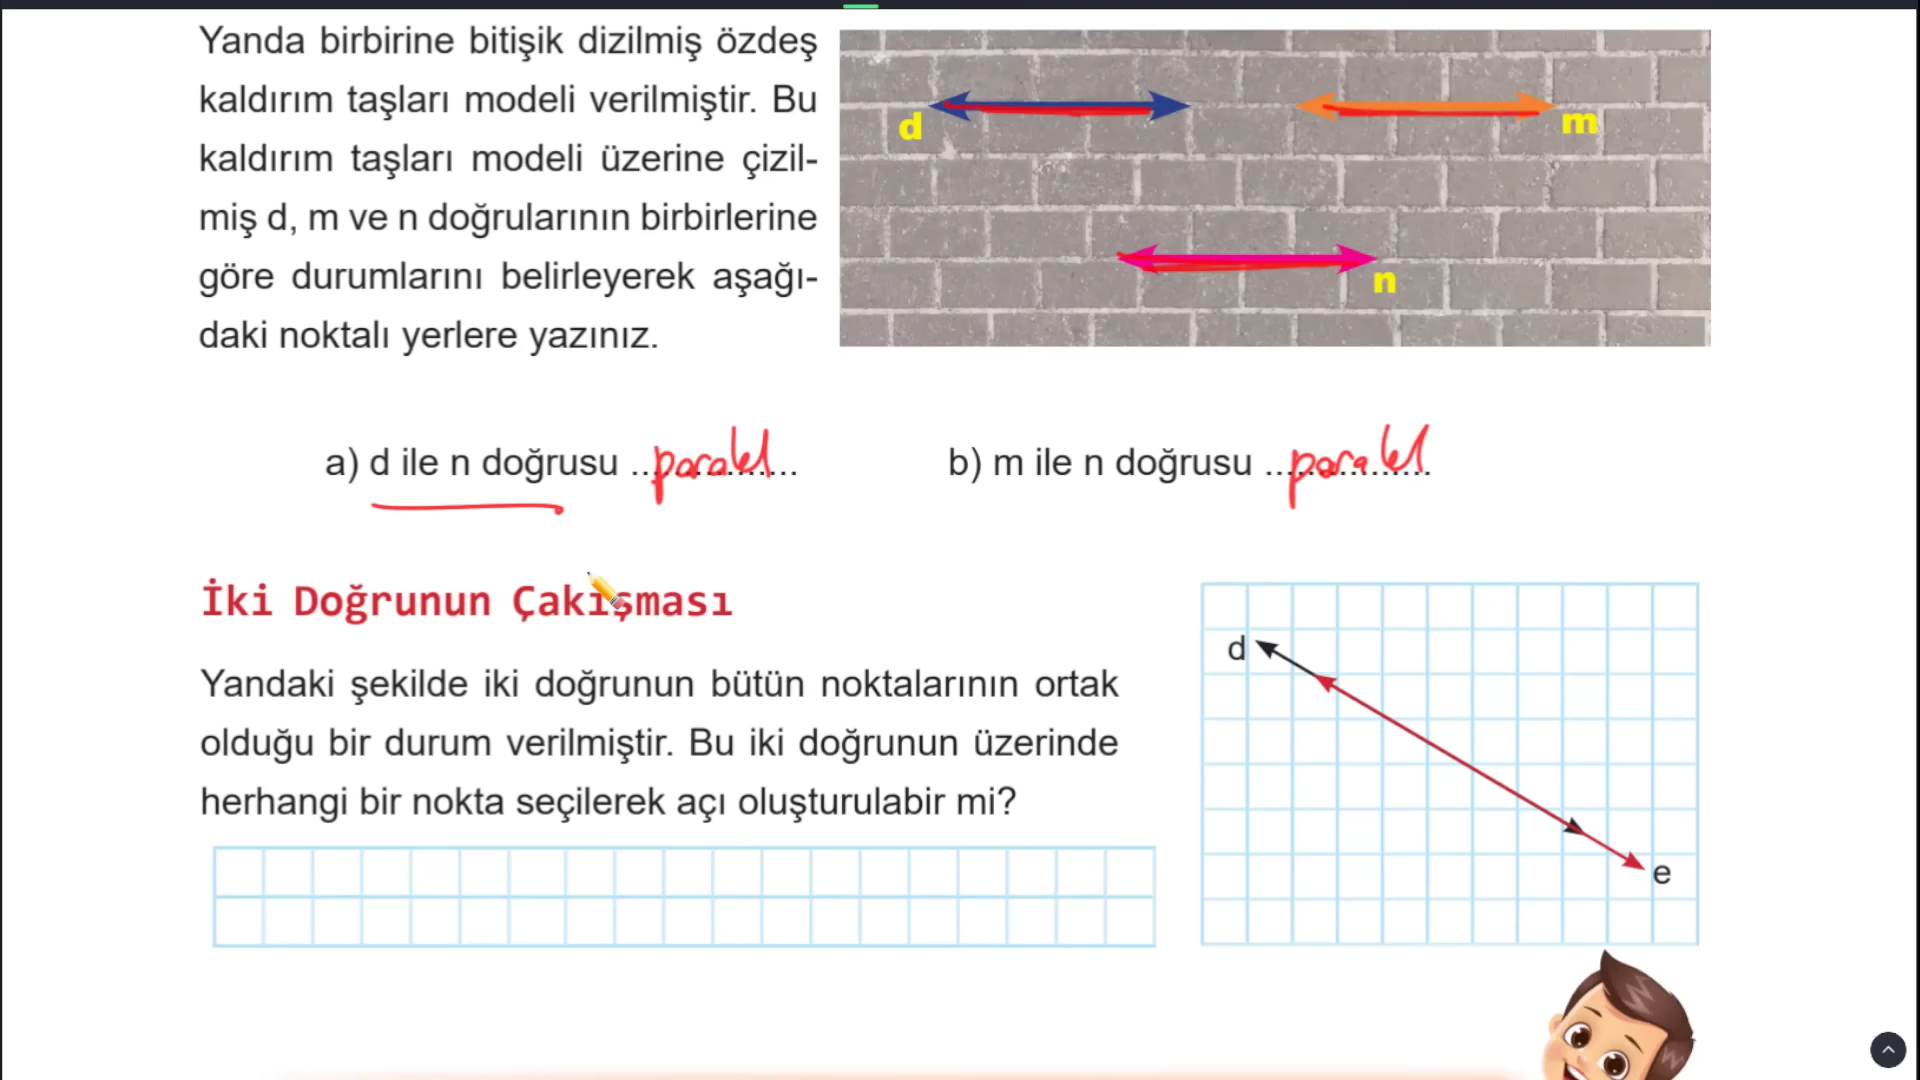 Yanda birbirine bitişik dizilmiş özdeş
kaldırım taşları modeli verilmiştir. Bu
kaldırım taşları modeli üzerine çizil-
miş d, m ve n doğrularının birbirlerine
göre durumlarını belirleyerek aşağı-
daki noktalı yerlere yazınız.
d
m
n
a) d ile n doğrusu ... paralel ...
b) m ile n doğrusu ... paralel ...
İki Doğrunun Çakışması
Yandaki şekilde iki doğrunun bütün noktalarının ortak
olduğu bir durum verilmiştir. Bu iki doğrunun üzerinde
herhangi bir nokta seçilerek açı oluşturulabir mi?
d
e